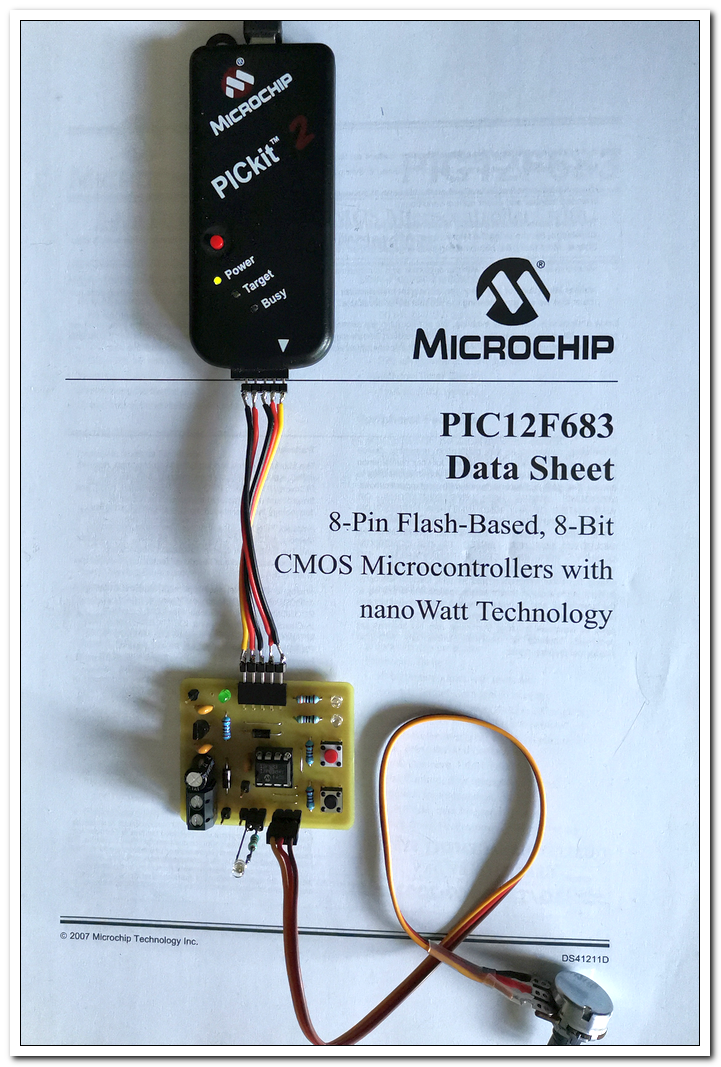 ®
MICROCHIP
PICkit™ 2
Power
Target
Busy
®
MICROCHIP
PIC12F683
Data Sheet
8-Pin Flash-Based, 8-Bit
CMOS Microcontrollers with
nanoWatt Technology
© 2007 Microchip Technology Inc.
DS41211D